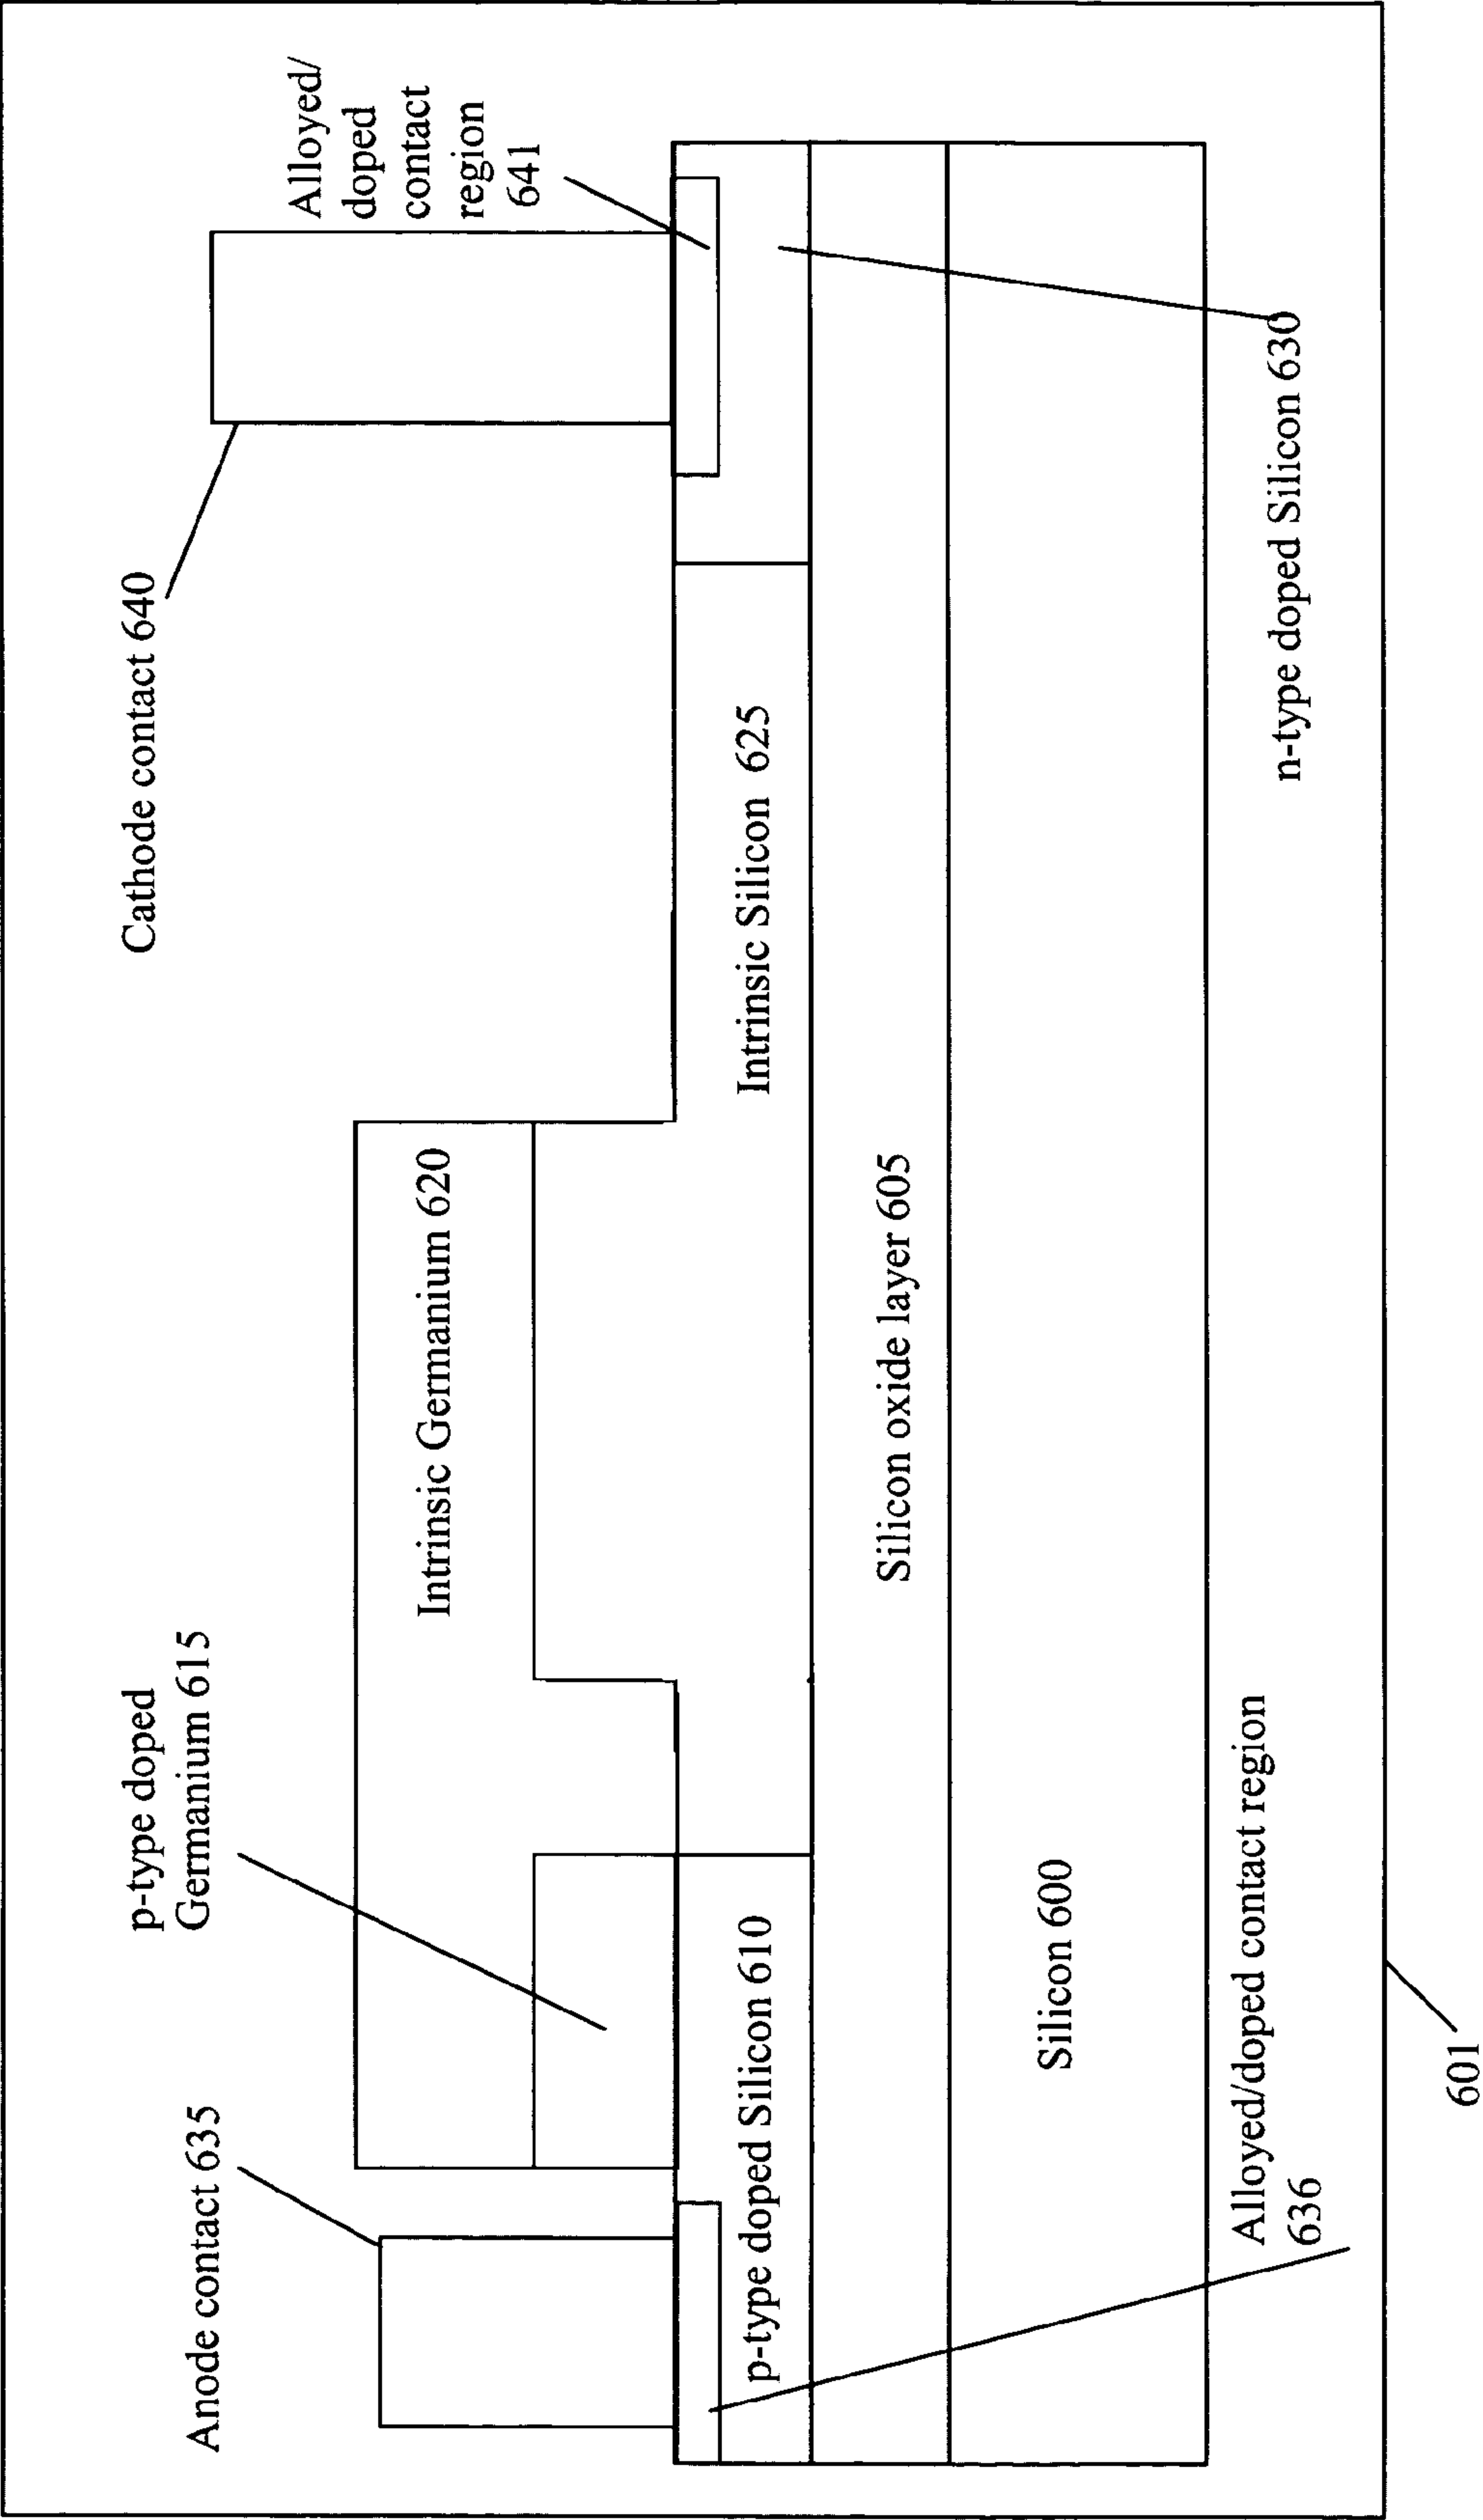 Anode contact 635
p-type doped
Germanium 615
Cathode contact 640
Alloyed/
doped
contact
region
641
Intrinsic Germanium 620
p-type doped Silicon 610
Intrinsic Silicon 625
Silicon oxide layer 605
Silicon 600
Alloyed/doped contact region
636
n-type doped Silicon 630
601